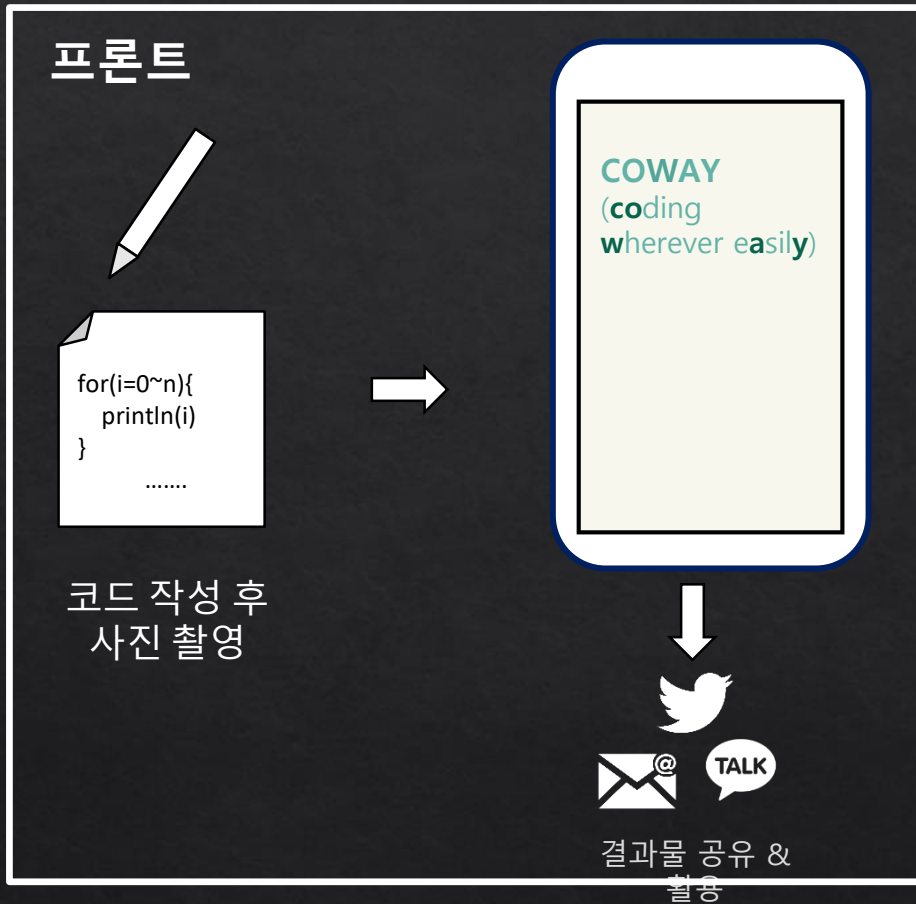 프론트
for(i=0~n){
println(i)
}
.......
코드 작성 후
사진 촬영
COWAY
(coding
wherever easily)
@
TALK
결과물 공유 &
활용